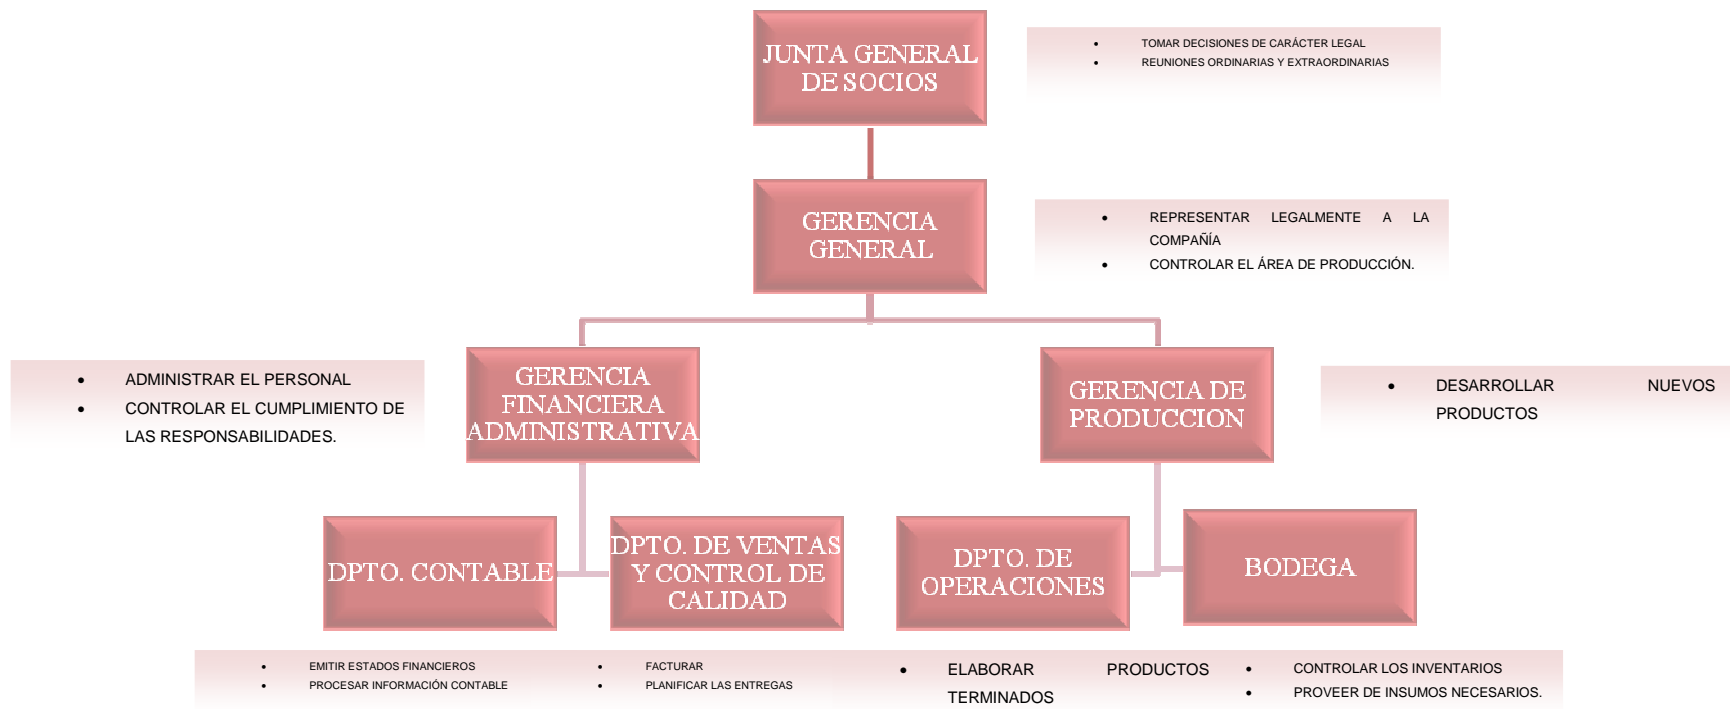 JUNTA GENERAL
DE SOCIOS
• TOMAR DECISIONES DE CARÁCTER LEGAL
• REUNIONES ORDINARIAS Y EXTRAORDINARIAS
GERENCIA
GENERAL
• REPRESENTAR LEGALMENTE A LA
COMPAÑÍA
• CONTROLAR EL ÁREA DE PRODUCCIÓN.
• ADMINISTRAR EL PERSONAL
• CONTROLAR EL CUMPLIMIENTO DE
LAS RESPONSABILIDADES.
GERENCIA
FINANCIERA
ADMINISTRATIVA
GERENCIA DE
PRODUCCION
• DESARROLLAR NUEVOS
PRODUCTOS
DPTO. CONTABLE
DPTO. DE VENTAS
Y CONTROL DE
CALIDAD
DPTO. DE
OPERACIONES
BODEGA
• EMITIR ESTADOS FINANCIEROS
• PROCESAR INFORMACIÓN CONTABLE
• FACTURAR
• PLANIFICAR LAS ENTREGAS
• ELABORAR PRODUCTOS
TERMINADOS
• CONTROLAR LOS INVENTARIOS
• PROVEER DE INSUMOS NECESARIOS.